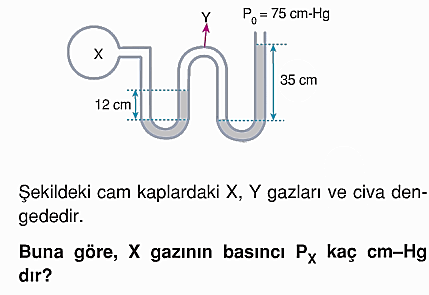 Y
P0 = 75 cm-Hg
X
35 cm
12 cm
Şekildeki cam kaplardaki X, Y gazları ve civa den-
gededir.
Buna göre, X gazının basıncı PX kaç cm–Hg
dır?